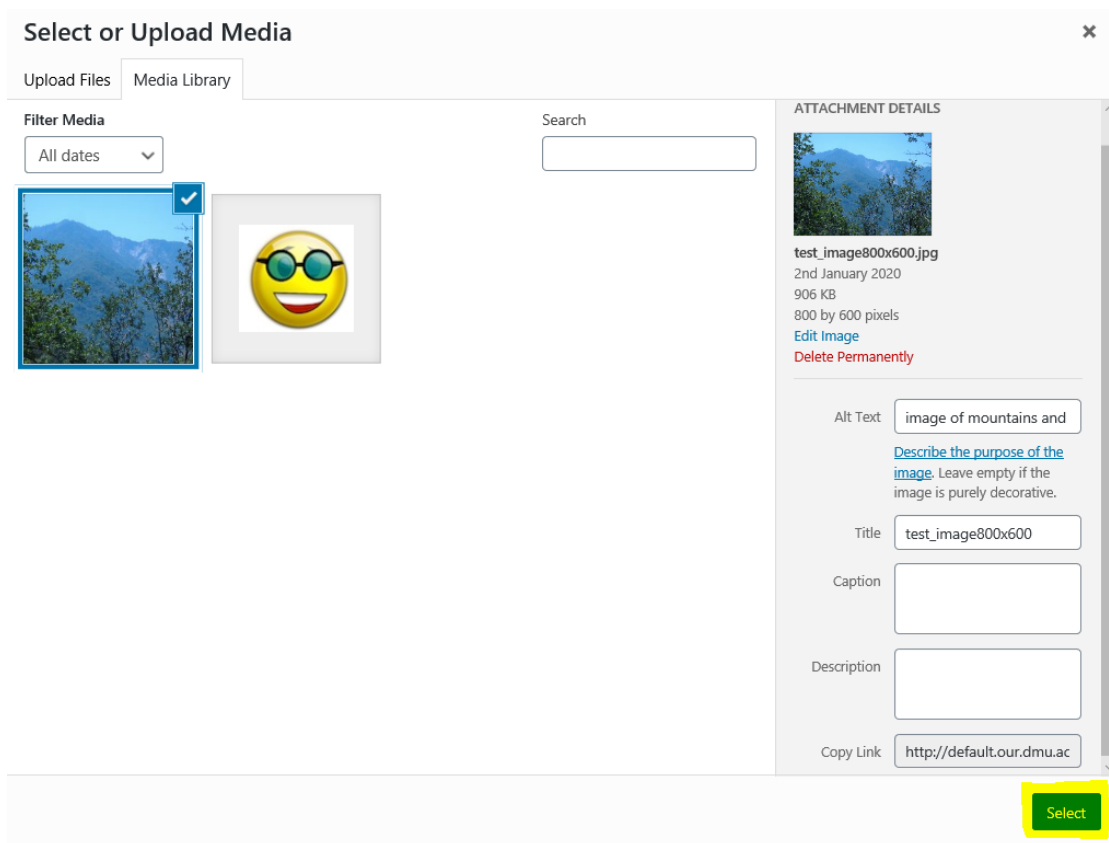 Select or Upload Media
Upload Files
Media Library
Filter Media
All dates
Search
ATTACHMENT DETAILS
test_image800x600.jpg
2nd January 2020
906 KB
800 by 600 pixels
Edit Image
Delete Permanently
Alt Text
image of mountains and
Describe the purpose of the
image. Leave empty if the
image is purely decorative.
Title
test_image800x600
Caption
Description
Copy Link
http://default.our.dmu.ac
Select